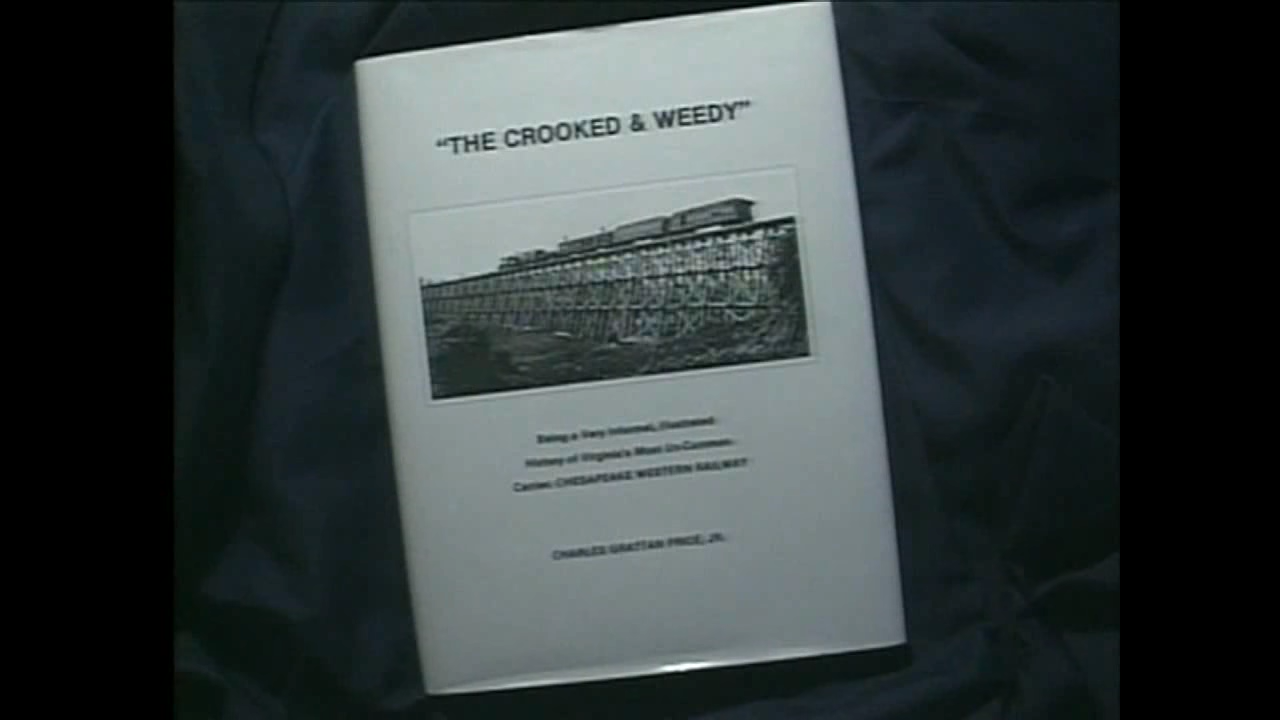 “THE CROOKED & WEEDY”
Being a Very Informal, Illustrated
History of Virginia's Most Un-Common
Carrier, CHESAPEAKE WESTERN RAILWAY
CHARLES GRATTAN PRICE, JR.